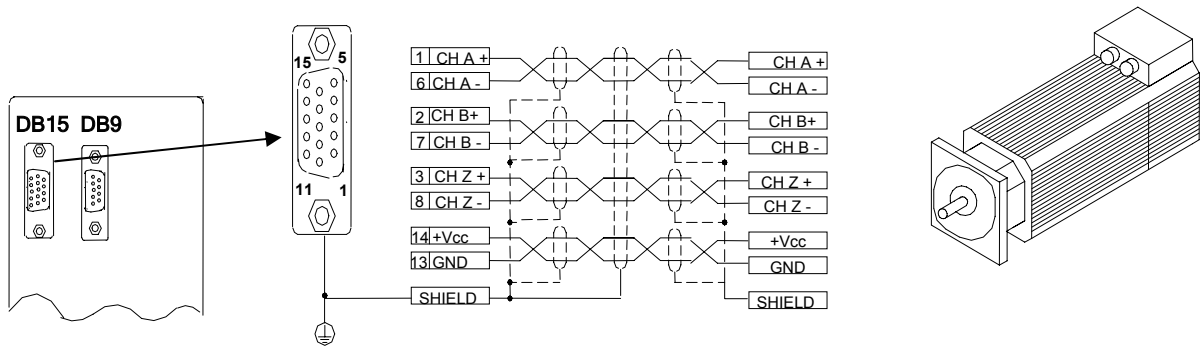 DB15 DB9
15 5
11 1
1 CH A +
6 CH A -
2 CH B+
7 CH B -
3 CH Z +
8 CH Z -
14 +Vcc
13 GND
SHIELD
CH A +
CH A -
CH B+
CH B -
CH Z +
CH Z -
+Vcc
GND
SHIELD